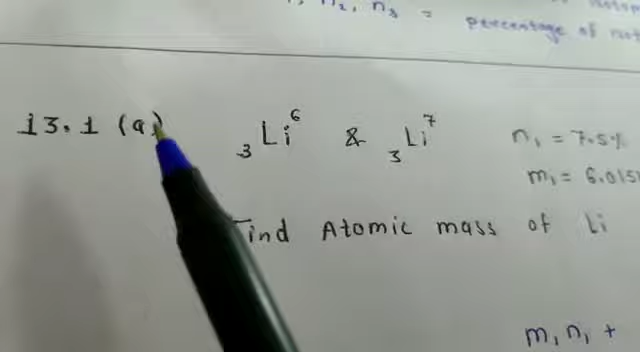 n₂, n₃ =
percentage of
13.1 (a) ₃Li⁶ & ₃Li⁷ n₁ = 7.5%
m₁ = 6.015
Find Atomic mass of Li
m₁n₁ +